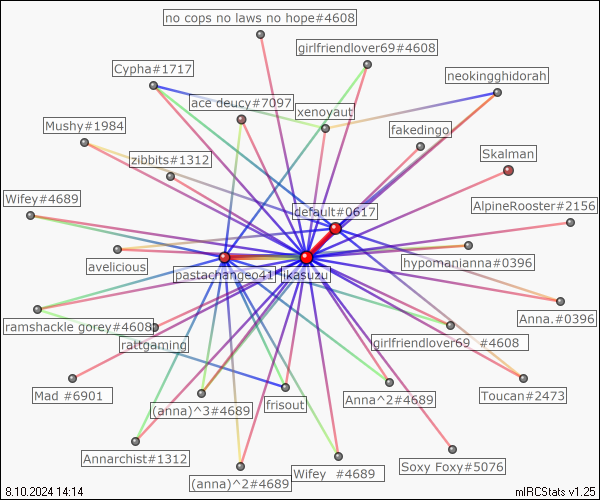 no cops no laws no hope#4608
girlfriendlover69#4608
Cypha#1717
neokingghidorah
ace deucy#7097
xenoyaut
Mushy#1984
fakedingo
zibbits#1312
Skalman
Wifey#4689
default#0617
AlpineRooster#2156
avelicious
pastachangeo41
ikasuzu
hypomanianna#0396
ramshackle gorey#4608
Anna.#0396
rattgaming
girlfriendlover69_#4608
Mad #6901
(anna)^3#4689
frisout
Anna^2#4689
Toucan#2473
Annarchist#1312
(anna)^2#4689
Wifey  #4689
Soxy Foxy#5076
8.10.2024 14:14
mIRCStats v1.25